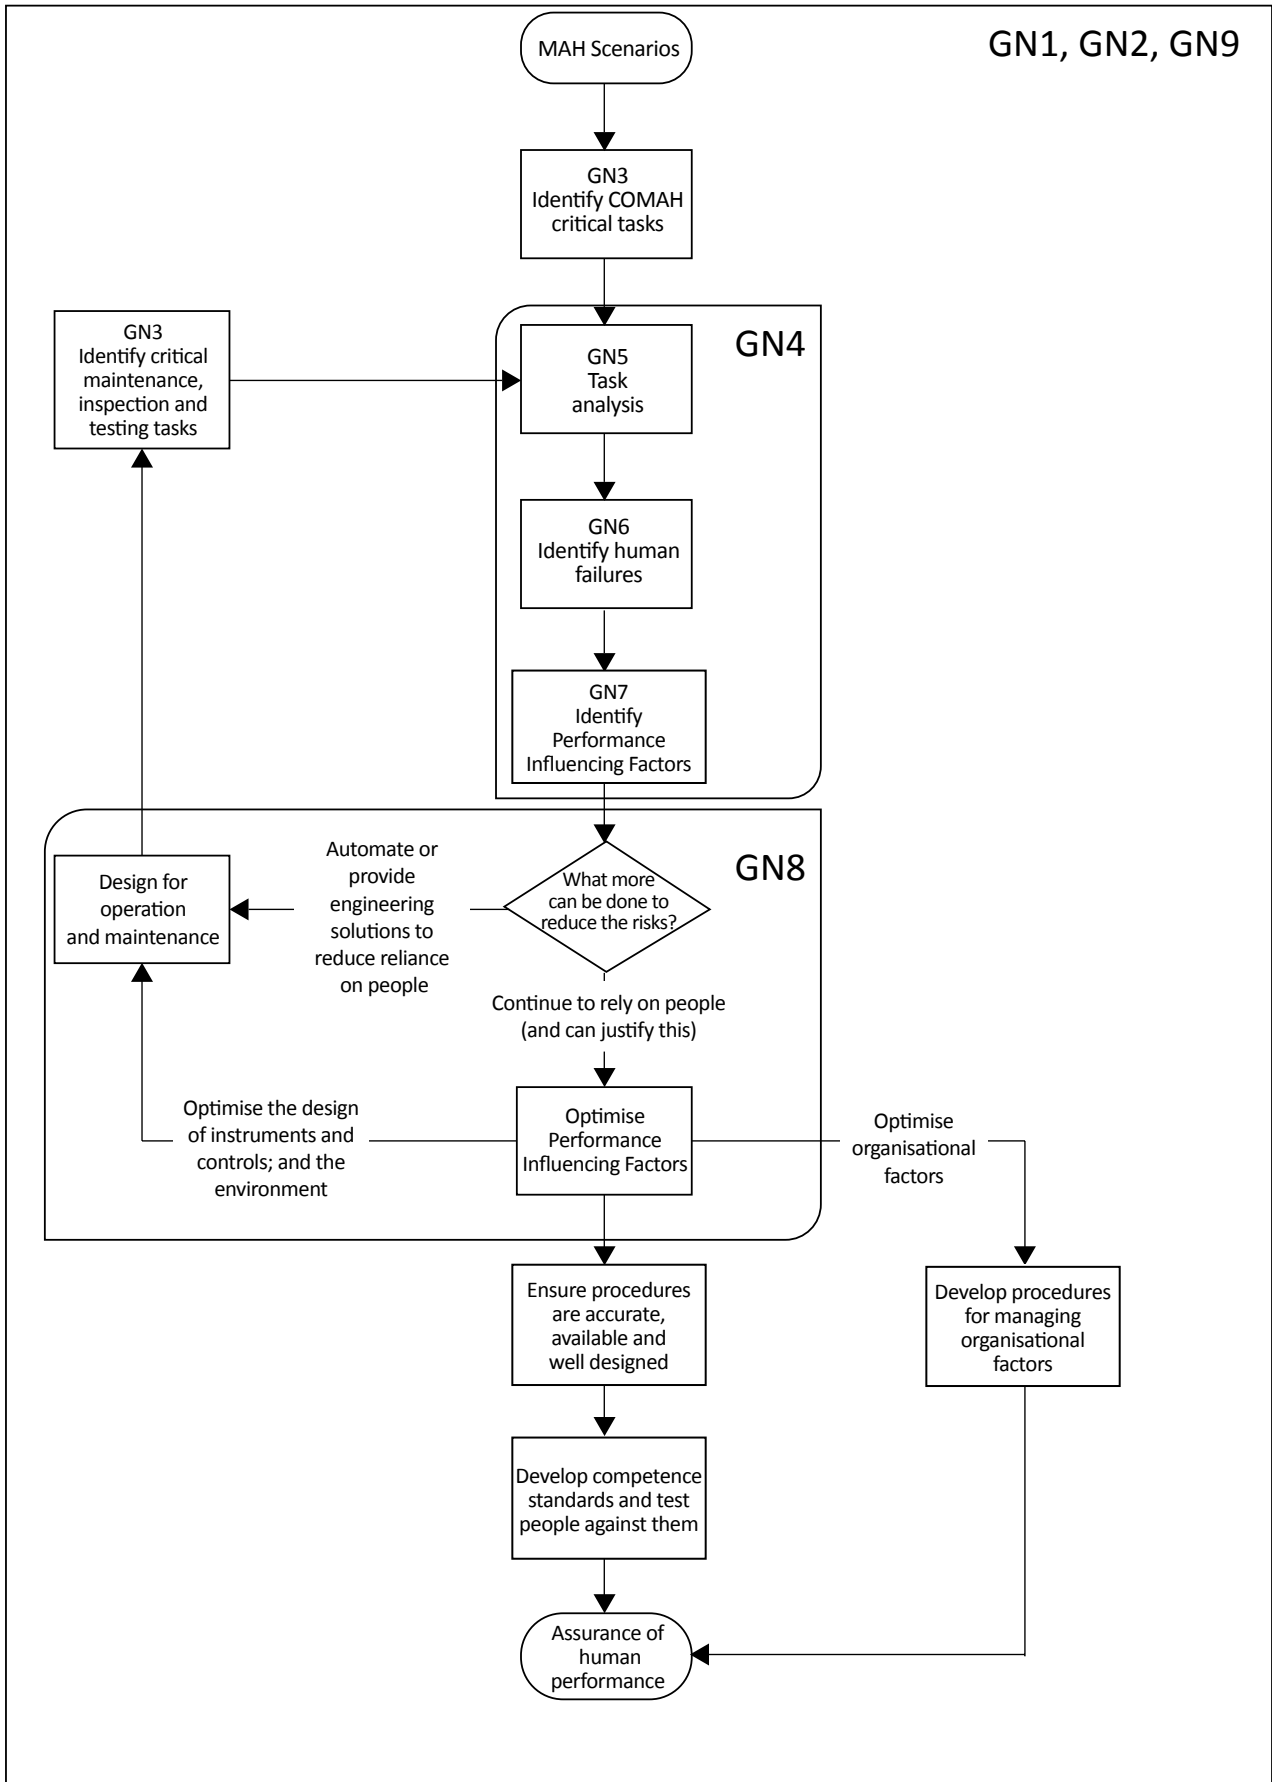 GN1, GN2, GN9
MAH Scenarios
GN3
Identify COMAH
critical tasks
GN4
GN3
Identify critical
maintenance,
inspection and
testing tasks
GN5
Task
analysis
GN6
Identify human
failures
GN7
Identify
Performance
Influencing Factors
GN8
Design for
operation
and maintenance
Automate or
provide
engineering
solutions to
reduce reliance
on people
What more
can be done to
reduce the risks?
Continue to rely on people
(and can justify this)
Optimise the design
of instruments and
controls; and the
environment
Optimise
Performance
Influencing Factors
Optimise
organisational
factors
Ensure procedures
are accurate,
available and
well designed
Develop procedures
for managing
organisational
factors
Develop competence
standards and test
people against them
Assurance of
human
performance